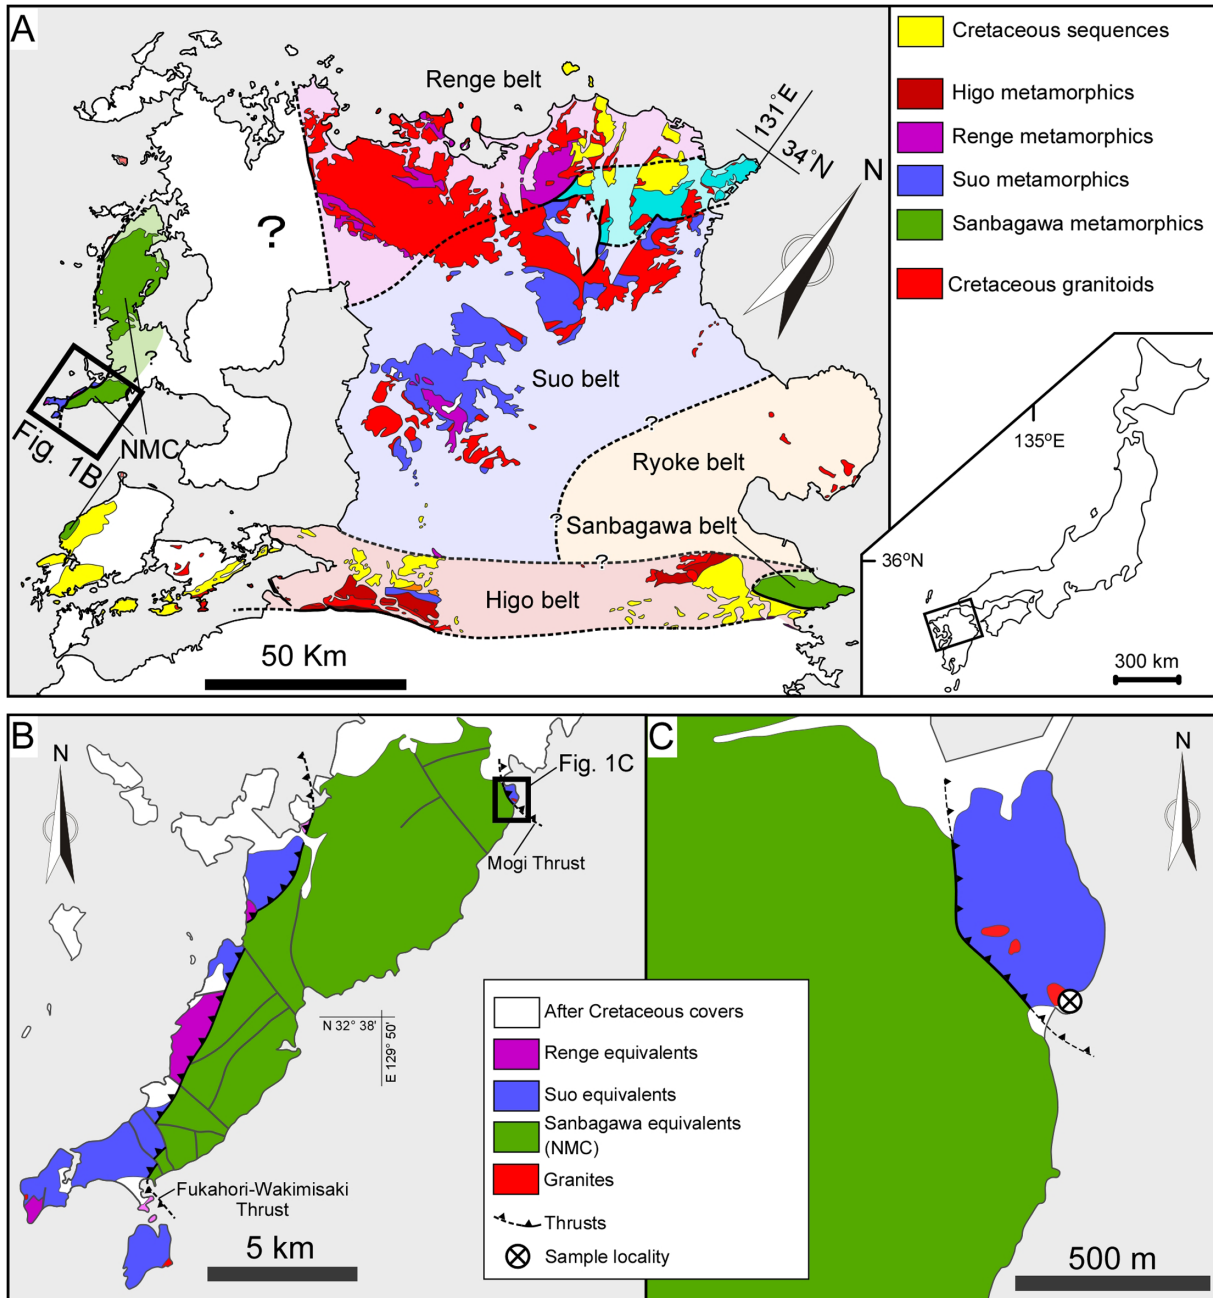 A
Renge belt
131°E
34°N
N
?
Suo belt
?
Ryoke belt
?
Sanbagawa belt
?
Higo belt
?
NMC
Fig. 1B
50 Km
Cretaceous sequences
Higo metamorphics
Renge metamorphics
Suo metamorphics
Sanbagawa metamorphics
Cretaceous granitoids
135°E
36°N
300 km
B
N
Fig. 1C
Mogi Thrust
N 32° 38'
E 129° 50'
Fukahori-Wakimisaki
Thrust
5 km
After Cretaceous covers
Renge equivalents
Suo equivalents
Sanbagawa equivalents
(NMC)
Granites
Thrusts
Sample locality
C
N
500 m